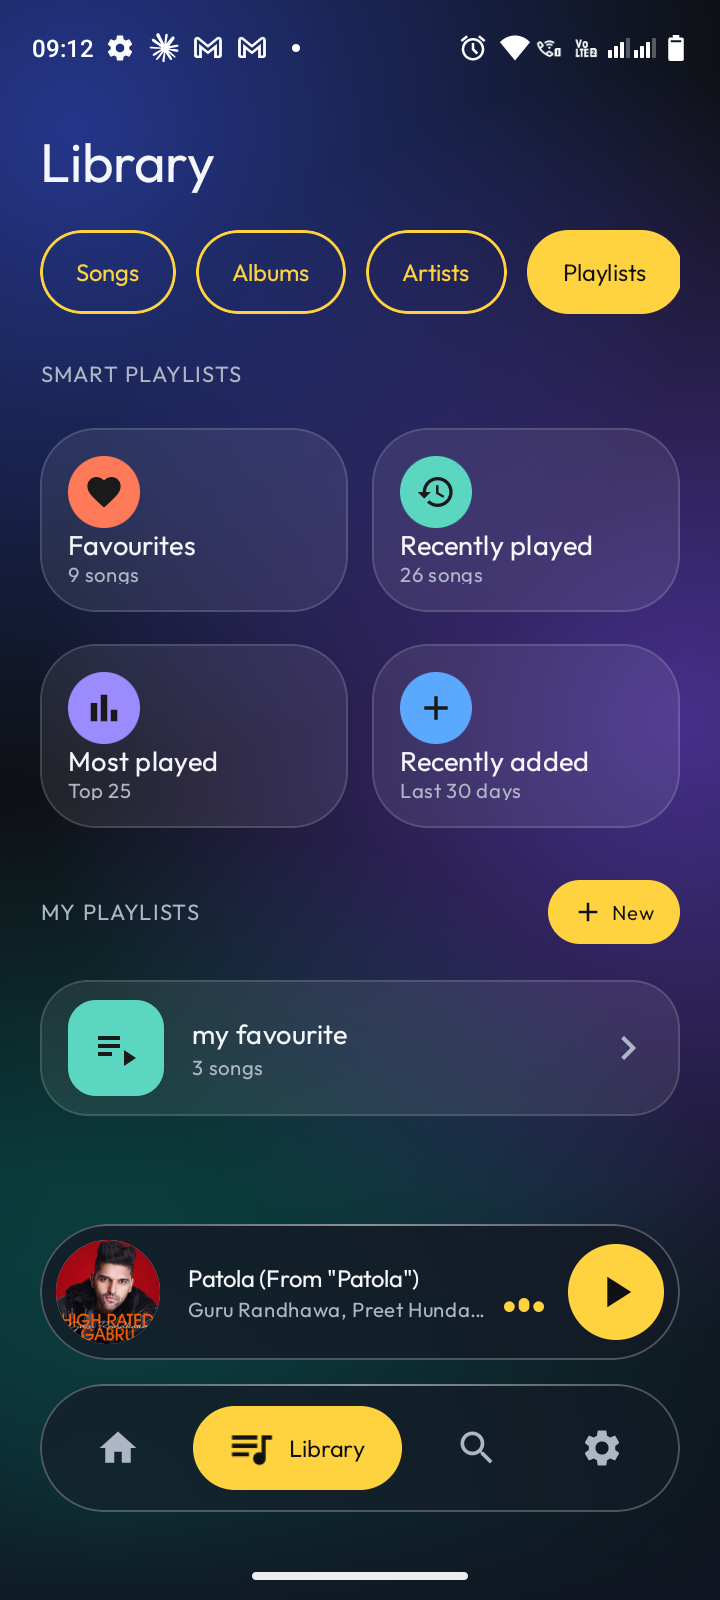 09:12
Vo
LTE2
Library
Songs
Albums
Artists
Playlists
SMART PLAYLISTS
Favourites
9 songs
Recently played
26 songs
Most played
Top 25
Recently added
Last 30 days
MY PLAYLISTS
New
my favourite
3 songs
HIGH RATED
GABRU
Patola (From "Patola")
Guru Randhawa, Preet Hunda...
Library